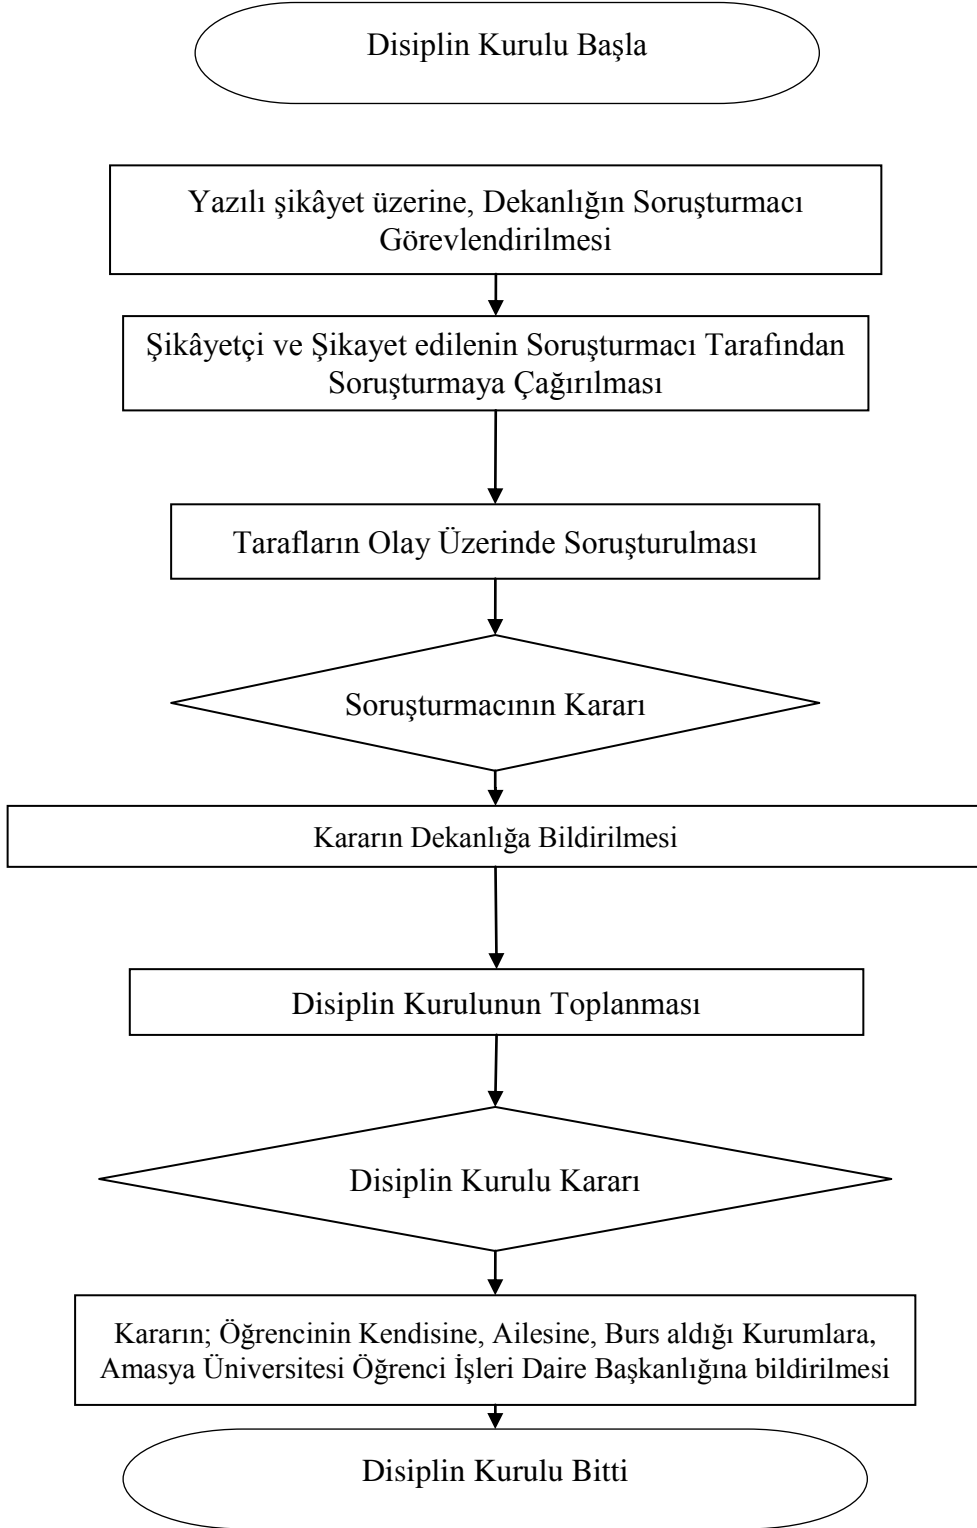 Disiplin Kurulu Başla
Yazılı şikâyet üzerine, Dekanlığın Soruşturmacı
Görevlendirilmesi
Şikâyetçi ve Şikayet edilenin Soruşturmacı Tarafından
Soruşturmaya Çağırılması
Tarafların Olay Üzerinde Soruşturulması
Soruşturmacının Kararı
Kararın Dekanlığa Bildirilmesi
Disiplin Kurulunun Toplanması
Disiplin Kurulu Kararı
Kararın; Öğrencinin Kendisine, Ailesine, Burs aldığı Kurumlara,
Amasya Üniversitesi Öğrenci İşleri Daire Başkanlığına bildirilmesi
Disiplin Kurulu Bitti